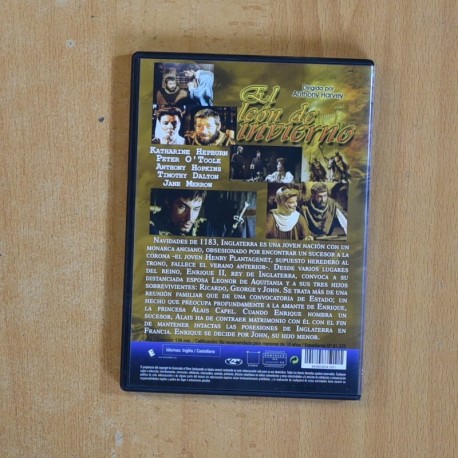 Dirigida por
Anthony Harvey
El
león de
invierno
Katharine Hepburn
Peter O'Toole
Anthony Hopkins
Timothy Dalton
Jane Merrow
Navidades de 1183, Inglaterra es una joven nación con un
monarca anciano, obsesionado por encontrar un sucesor a la
corona -el joven Henry Plantagenet, supuesto heredero al
trono, fallece el verano anterior-. Desde varios lugares
del reino, Enrique II, rey de Inglaterra, convoca a su
distanciada esposa Leonor de Aquitania y a sus tres hijos
sobrevivientes: Ricardo, George y John. Se trata más de una
reunión familiar que de una convocatoria de Estado; un
hecho que preocupa profundamente a la amante de Enrique,
la princesa Alais Capel. Cuando Enrique nombra un
sucesor, Alais ha de contraer matrimonio con él con el fin
de mantener intactas las posesiones de Inglaterra en
Francia. Enrique se decide por John, su hijo menor.
Idiomas: Inglés / Castellano